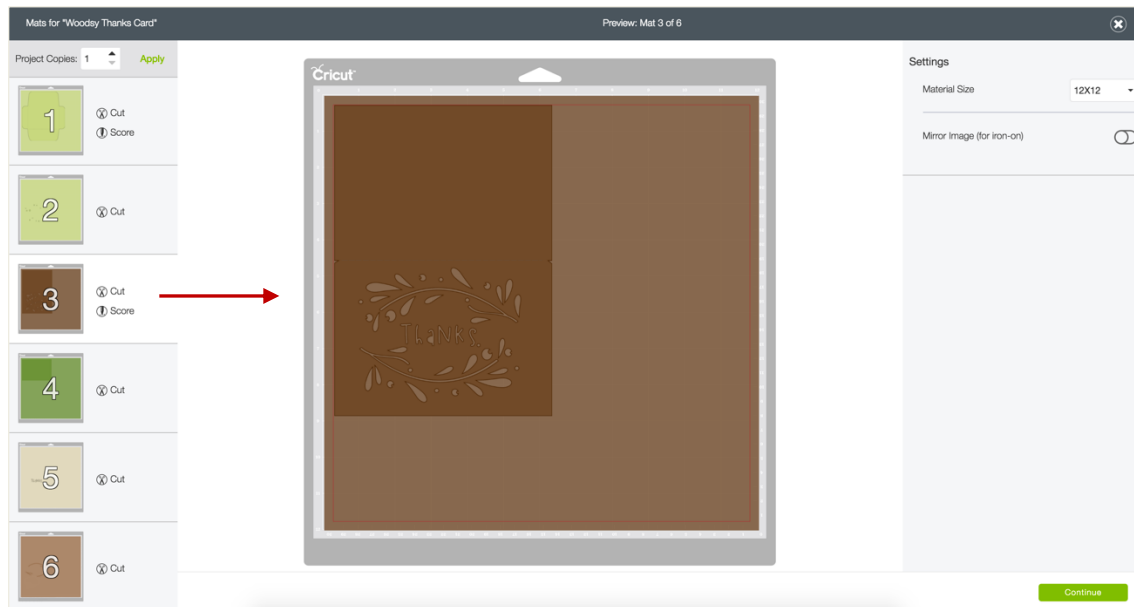 Mats for "Woodsy Thanks Card"
Preview: Mat 3 of 6
Project Copies: 1
Apply
1
Cut
Score
2
Cut
3
Cut
Score
4
Cut
5
Cut
6
Cut
Cricut
Thanks
Settings
Material Size
12X12
Mirror Image (for iron-on)
Continue